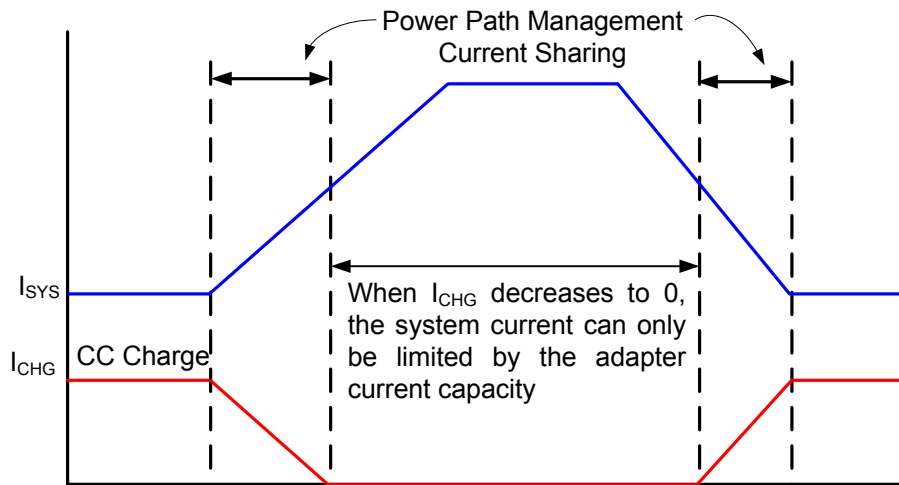 Power Path Management
Current Sharing
I_SYS
When I_CHG decreases to 0,
the system current can only
be limited by the adapter
current capacity
I_CHG
CC Charge